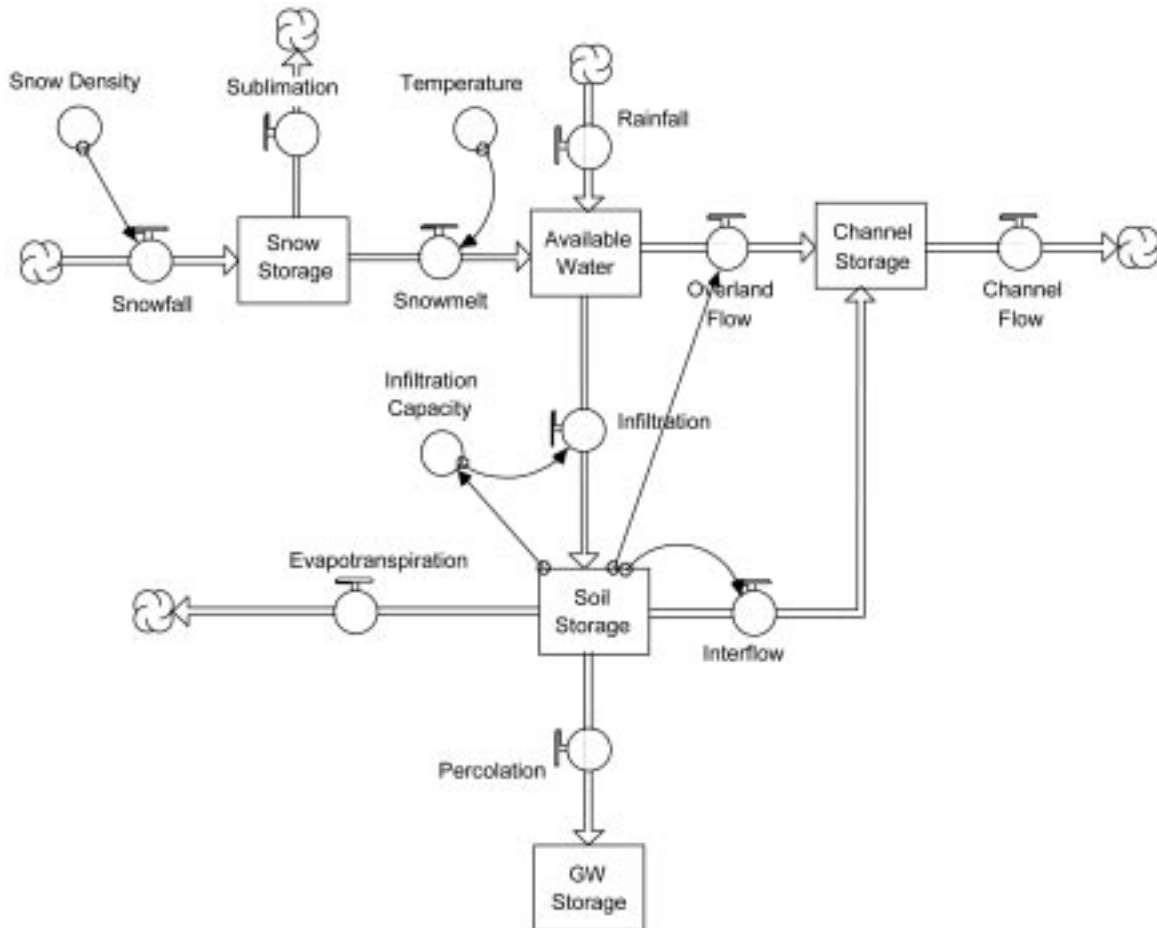 Snow Density
Sublimation
Temperature
Rainfall
Snow
Storage
Available
Water
Channel
Storage
Snowfall
Snowmelt
Overland
Flow
Channel
Flow
Infiltration
Capacity
Infiltration
Evapotranspiration
Soil
Storage
Interflow
Percolation
GW
Storage